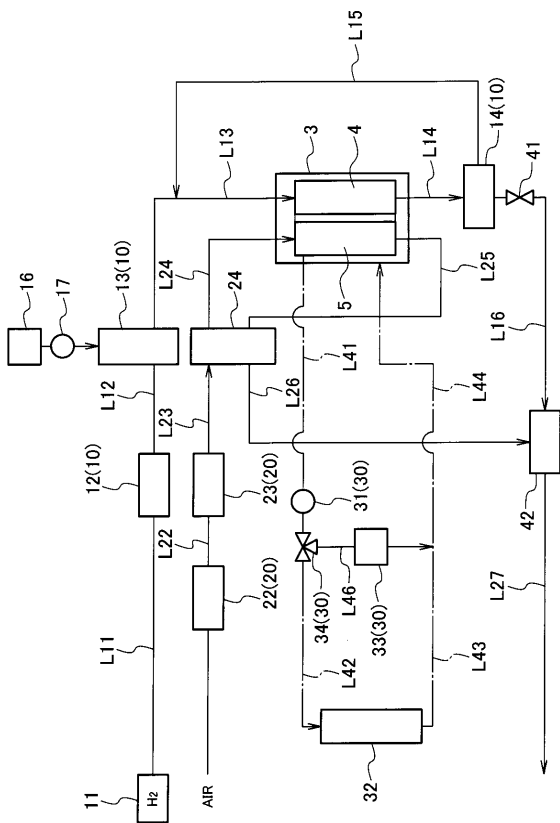 16
17
13(10)
L12
12(10)
L11
11
H2
L13
L15
L24
24
L23
23(20)
L22
22(20)
AIR
3
4
5
L14
14(10)
41
L25
L26
L41
L44
L16
31(30)
34(30)
L46
33(30)
L42
L43
32
42
L27